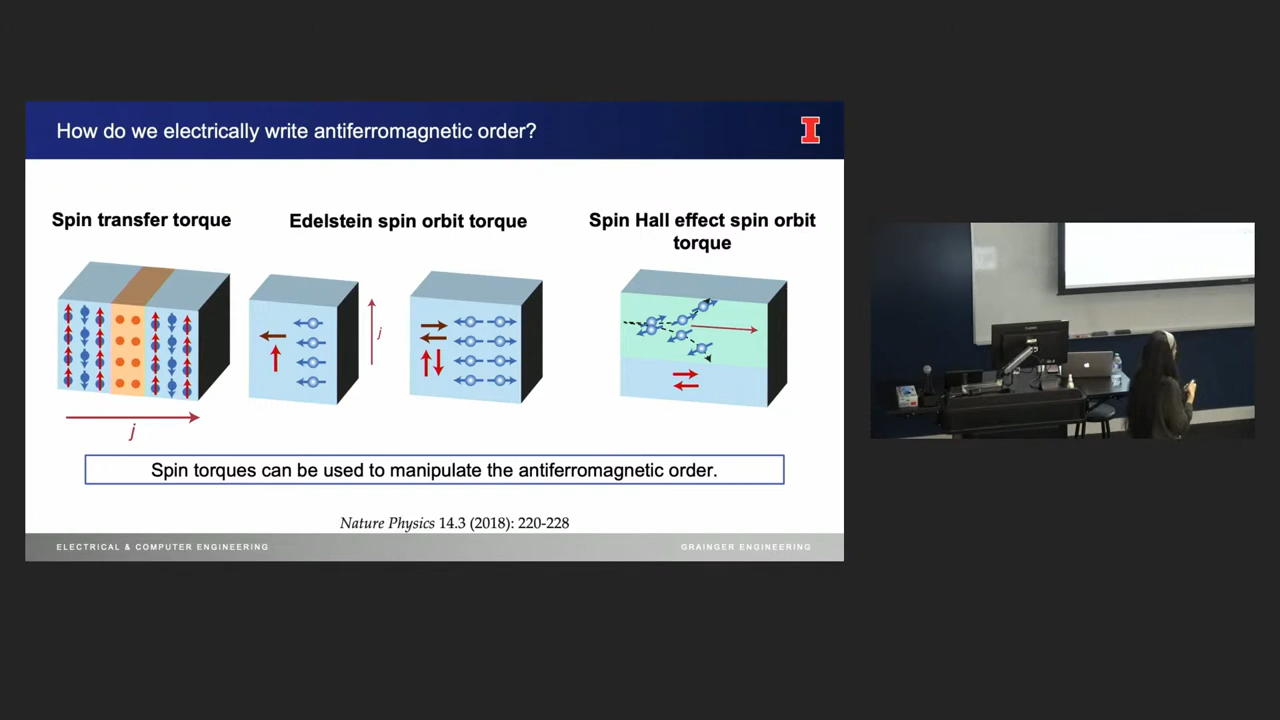 How do we electrically write antiferromagnetic order?
I
Spin transfer torque
Edelstein spin orbit torque
Spin Hall effect spin orbit
torque
j
j
Spin torques can be used to manipulate the antiferromagnetic order.
Nature Physics 14.3 (2018): 220-228
ELECTRICAL & COMPUTER ENGINEERING
GRAINGER ENGINEERING